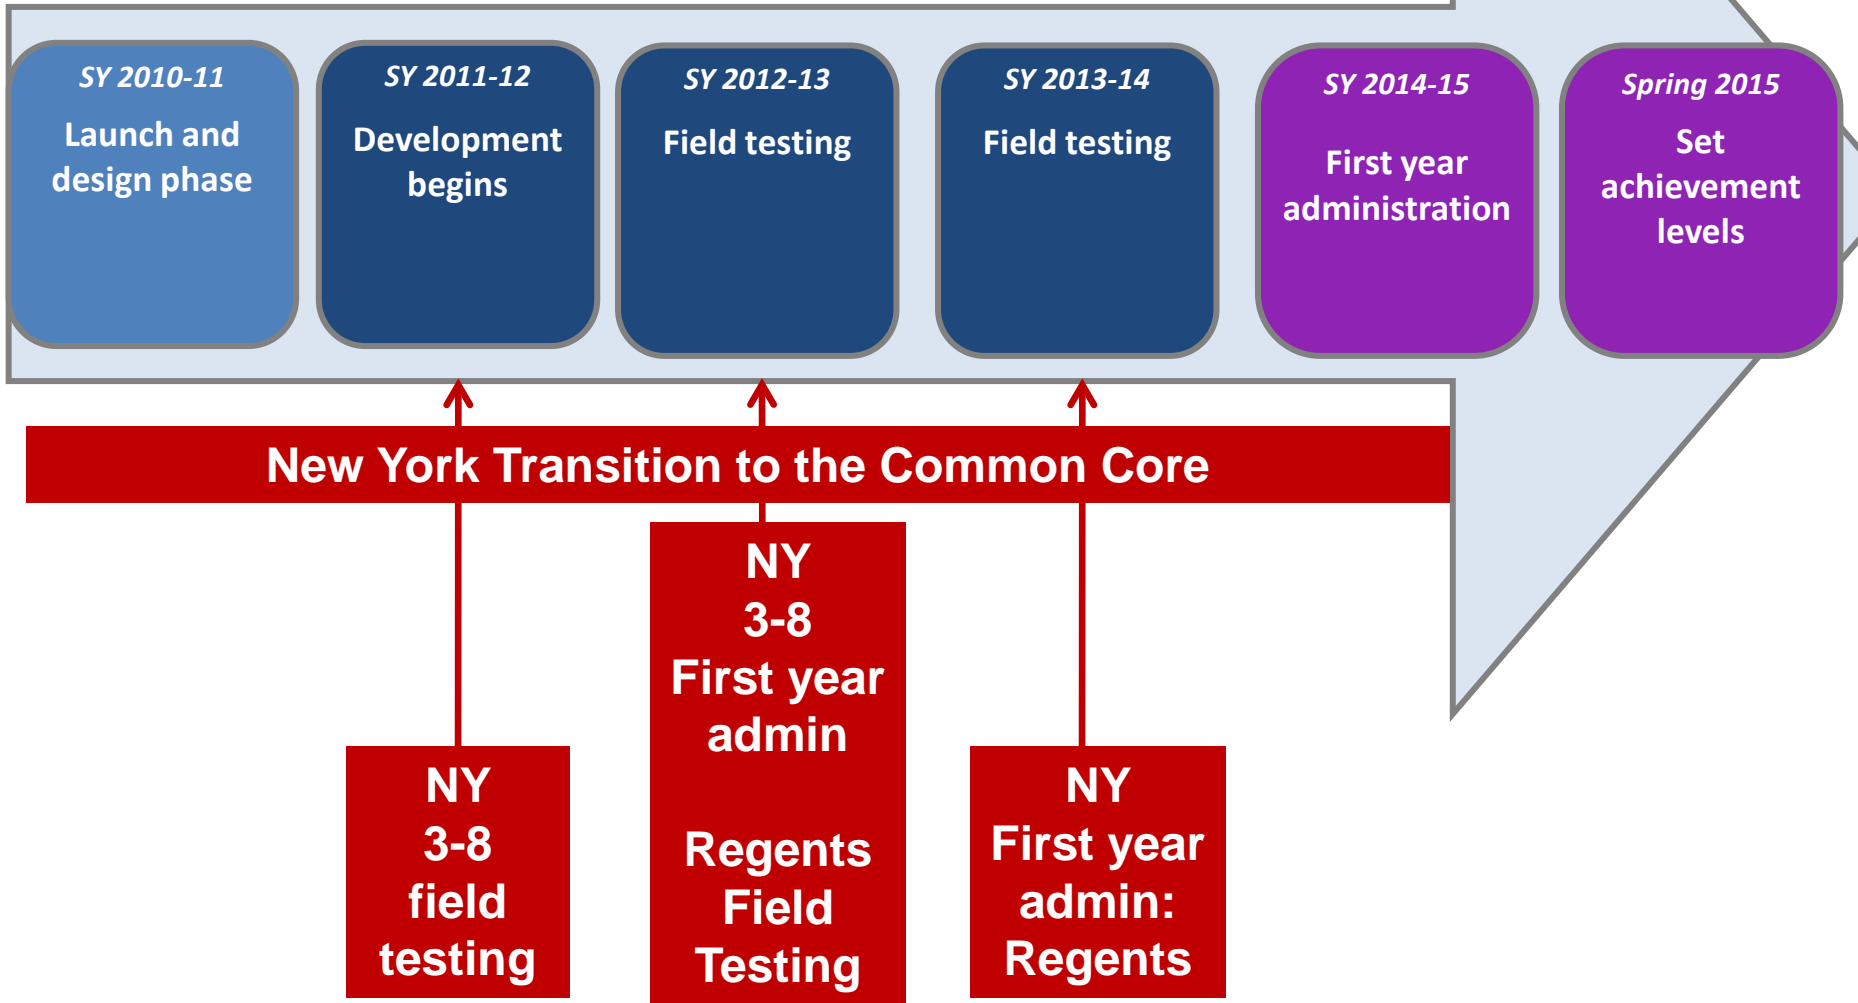 SY 2010-11
Launch and
design phase
SY 2011-12
Development
begins
SY 2012-13
Field testing
SY 2013-14
Field testing
SY 2014-15
First year
administration
Spring 2015
Set
achievement
levels
New York Transition to the Common Core
NY
3-8
field
testing
NY
3-8
First year
admin
Regents
Field
Testing
NY
First year
admin:
Regents